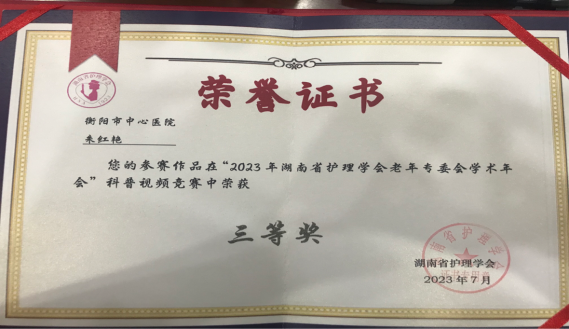 荣誉证书
衡阳市中心医院
朱红艳
您的参赛作品在“2023年湖南省护理学会老年专委会学术年
会”科普视频竞赛中荣获
三等奖
湖南省护理学会
2023年7月